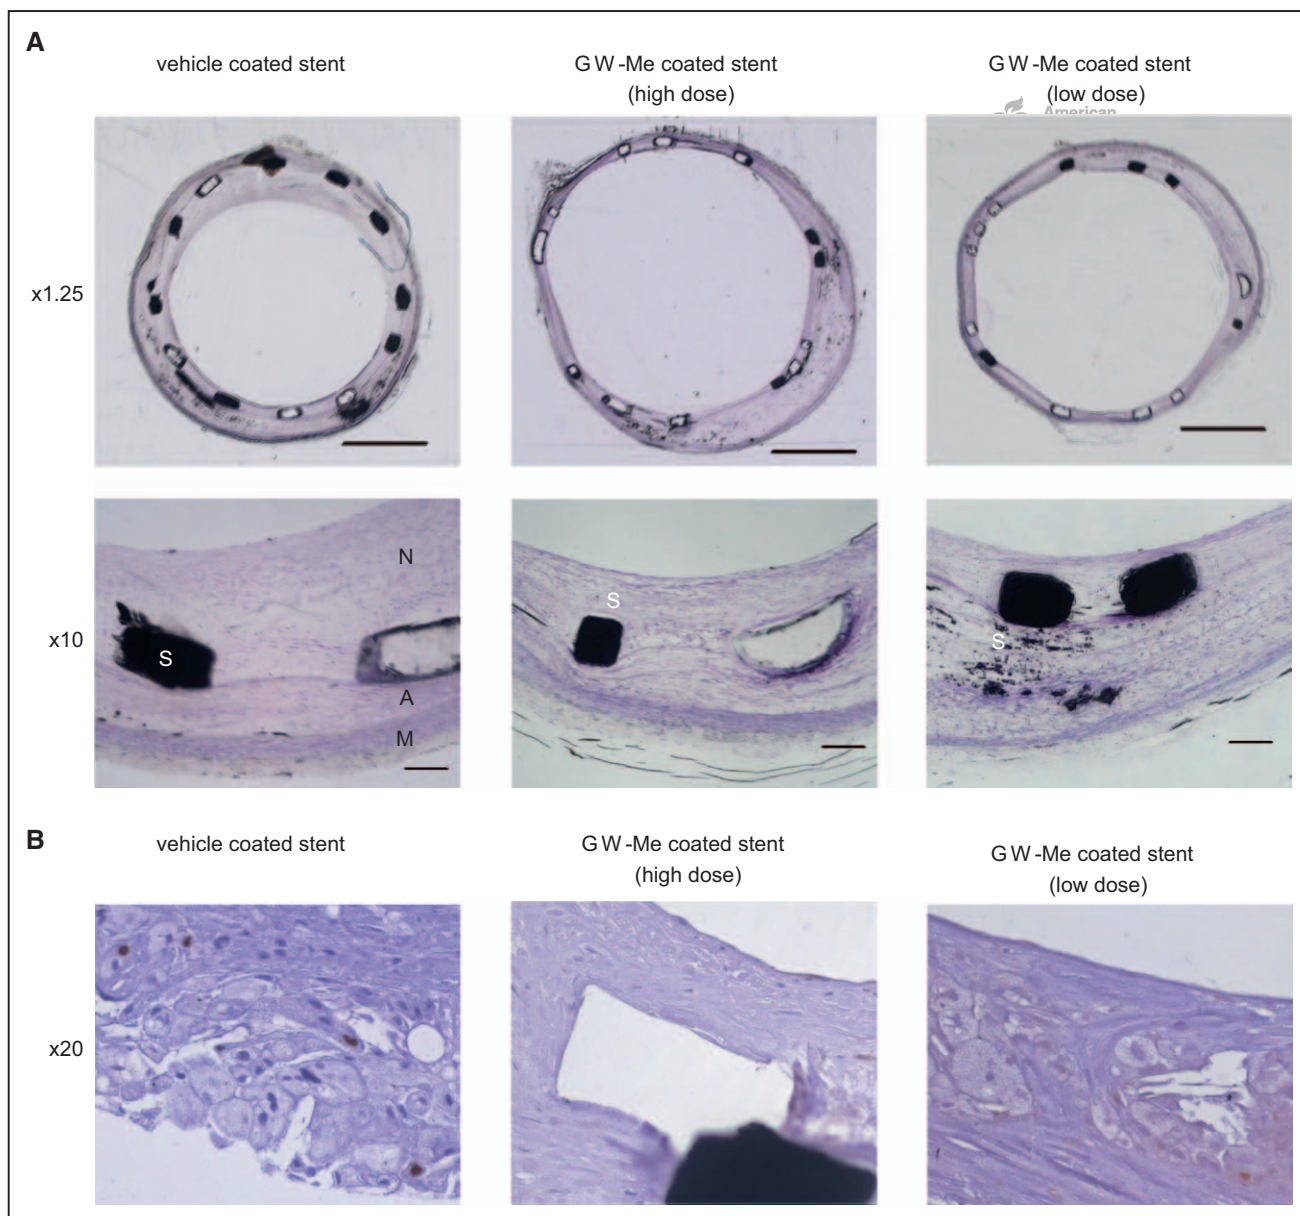 A
vehicle coated stent
GW-Me coated stent
(high dose)
GW-Me coated stent
(low dose)
American
x1.25
x10
N
S
A
M
S
S
B
vehicle coated stent
GW-Me coated stent
(high dose)
GW-Me coated stent
(low dose)
x20